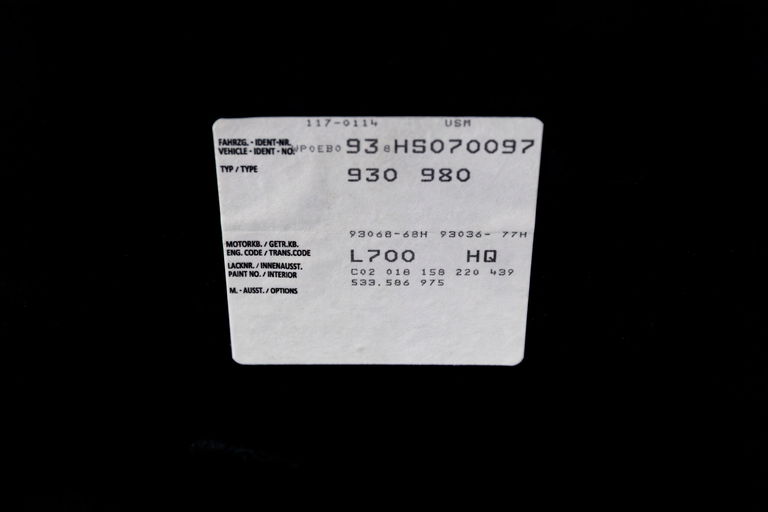 117-0114 USM
FAHRZG. - IDENT-NR.
VEHICLE - IDENT - NO. WP0EB0 93 8 HS070097
TYP / TYPE 930 980
93068-68H 93036- 77H
MOTORKB. / GETR.KB.
ENG. CODE / TRANS.CODE L700 HQ
LACKNR. / INNENAUSST. C02 018 158 220 439
PAINT NO. / INTERIOR 533.586 975
M. - AUSST. / OPTIONS